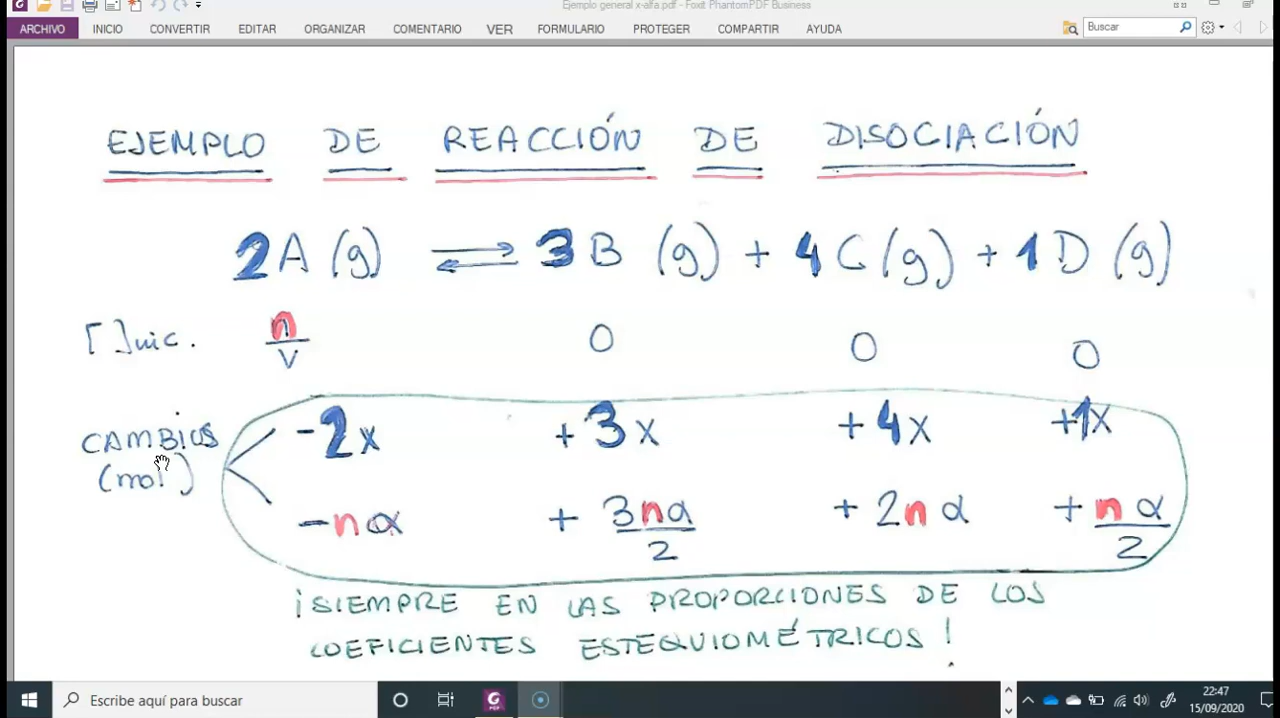 Ejemplo general x-alfa.pdf - Foxit PhantomPDF Business
ARCHIVO INICIO CONVERTIR EDITAR ORGANIZAR COMENTARIO VER FORMULARIO PROTEGER COMPARTIR AYUDA Buscar
EJEMPLO DE REACCIÓN DE DISOCIACIÓN
2A (g) ⇌ 3B (g) + 4C (g) + 1D (g)
[ ]inic. n/V 0 0 0
CAMBIOS (mol)
-2x +3x +4x +1x
-nα + 3nα/2 + 2nα + nα/2
¡SIEMPRE EN LAS PROPORCIONES DE LOS
COEFICIENTES ESTEQUIOMÉTRICOS!
Escribe aquí para buscar
22:47
15/09/2020